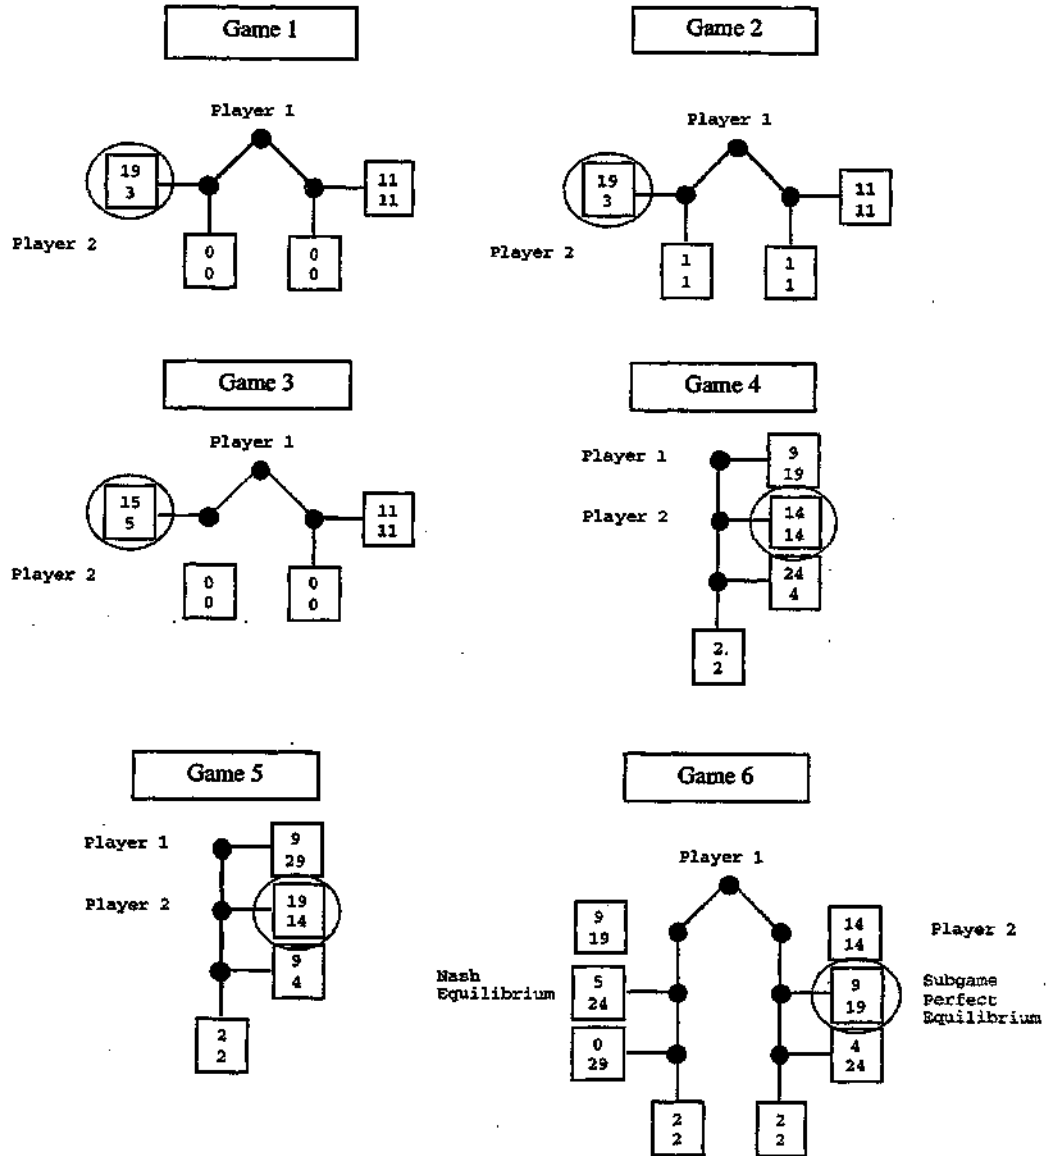 Game 1
Player 1
19
3
11
11
Player 2
0
0
0
0
Game 2
Player 1
19
3
11
11
Player 2
1
1
1
1
Game 3
Player 1
15
5
11
11
Player 2
0
0
0
0
Game 4
Player 1
9
19
Player 2
14
14
24
4
2.
2
Game 5
Player 1
9
29
Player 2
19
14
9
4
2
2
Game 6
Player 1
9
19
14
14
Player 2
Nash
Equilibrium
5
24
9
19
Subgame
Perfect
Equilibrium
0
29
4
24
2
2
2
2